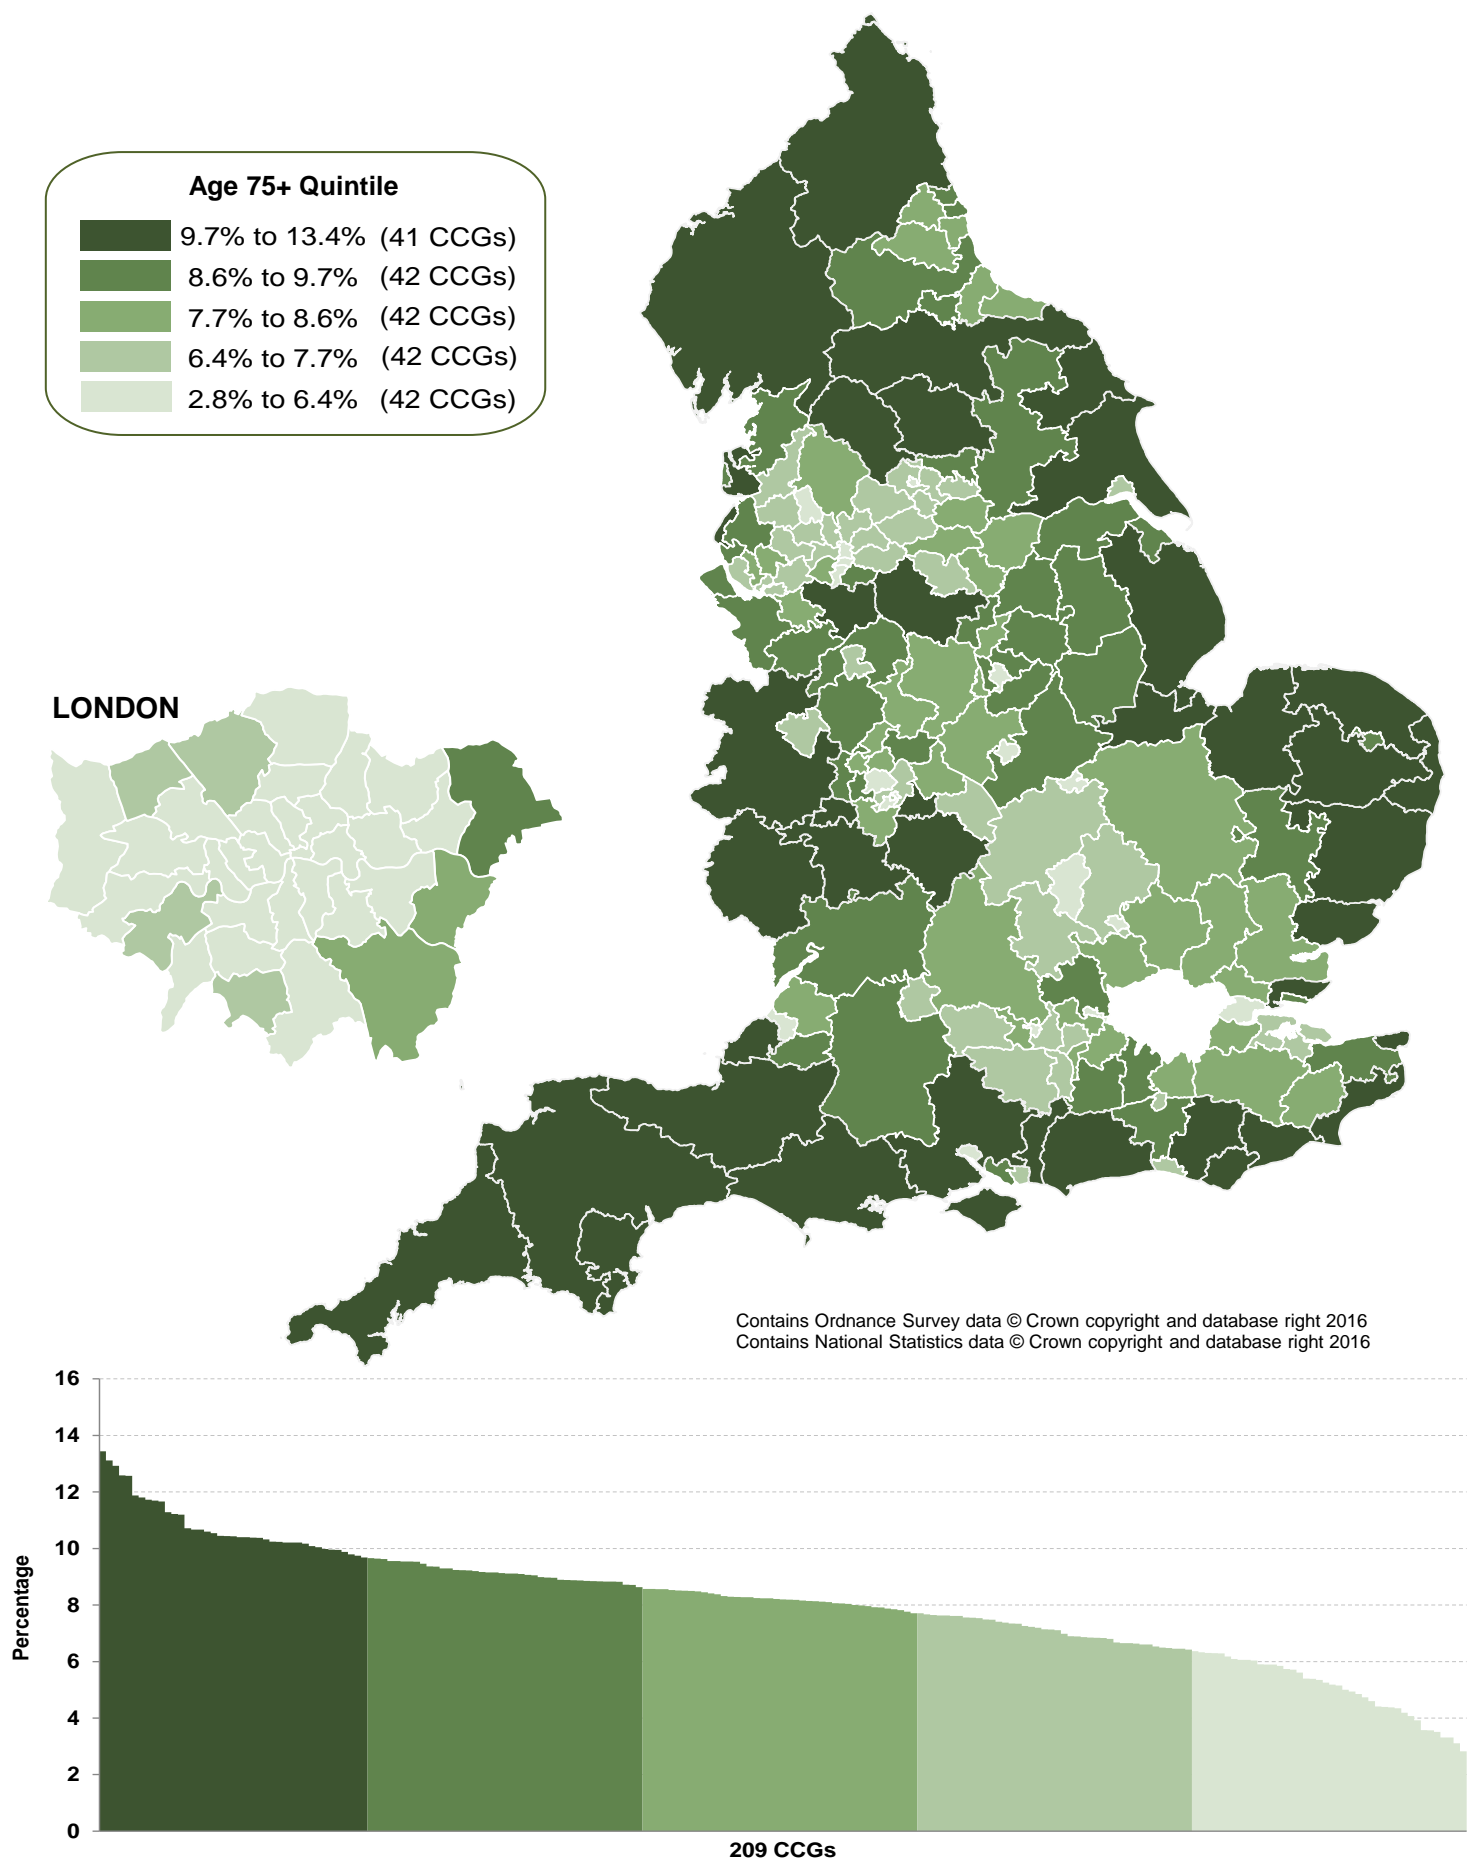 Age 75+ Quintile
9.7% to 13.4% (41 CCGs)
8.6% to 9.7% (42 CCGs)
7.7% to 8.6% (42 CCGs)
6.4% to 7.7% (42 CCGs)
2.8% to 6.4% (42 CCGs)
LONDON
Contains Ordnance Survey data © Crown copyright and database right 2016
Contains National Statistics data © Crown copyright and database right 2016
16
14
12
10
8
6
4
2
0
Percentage
209 CCGs